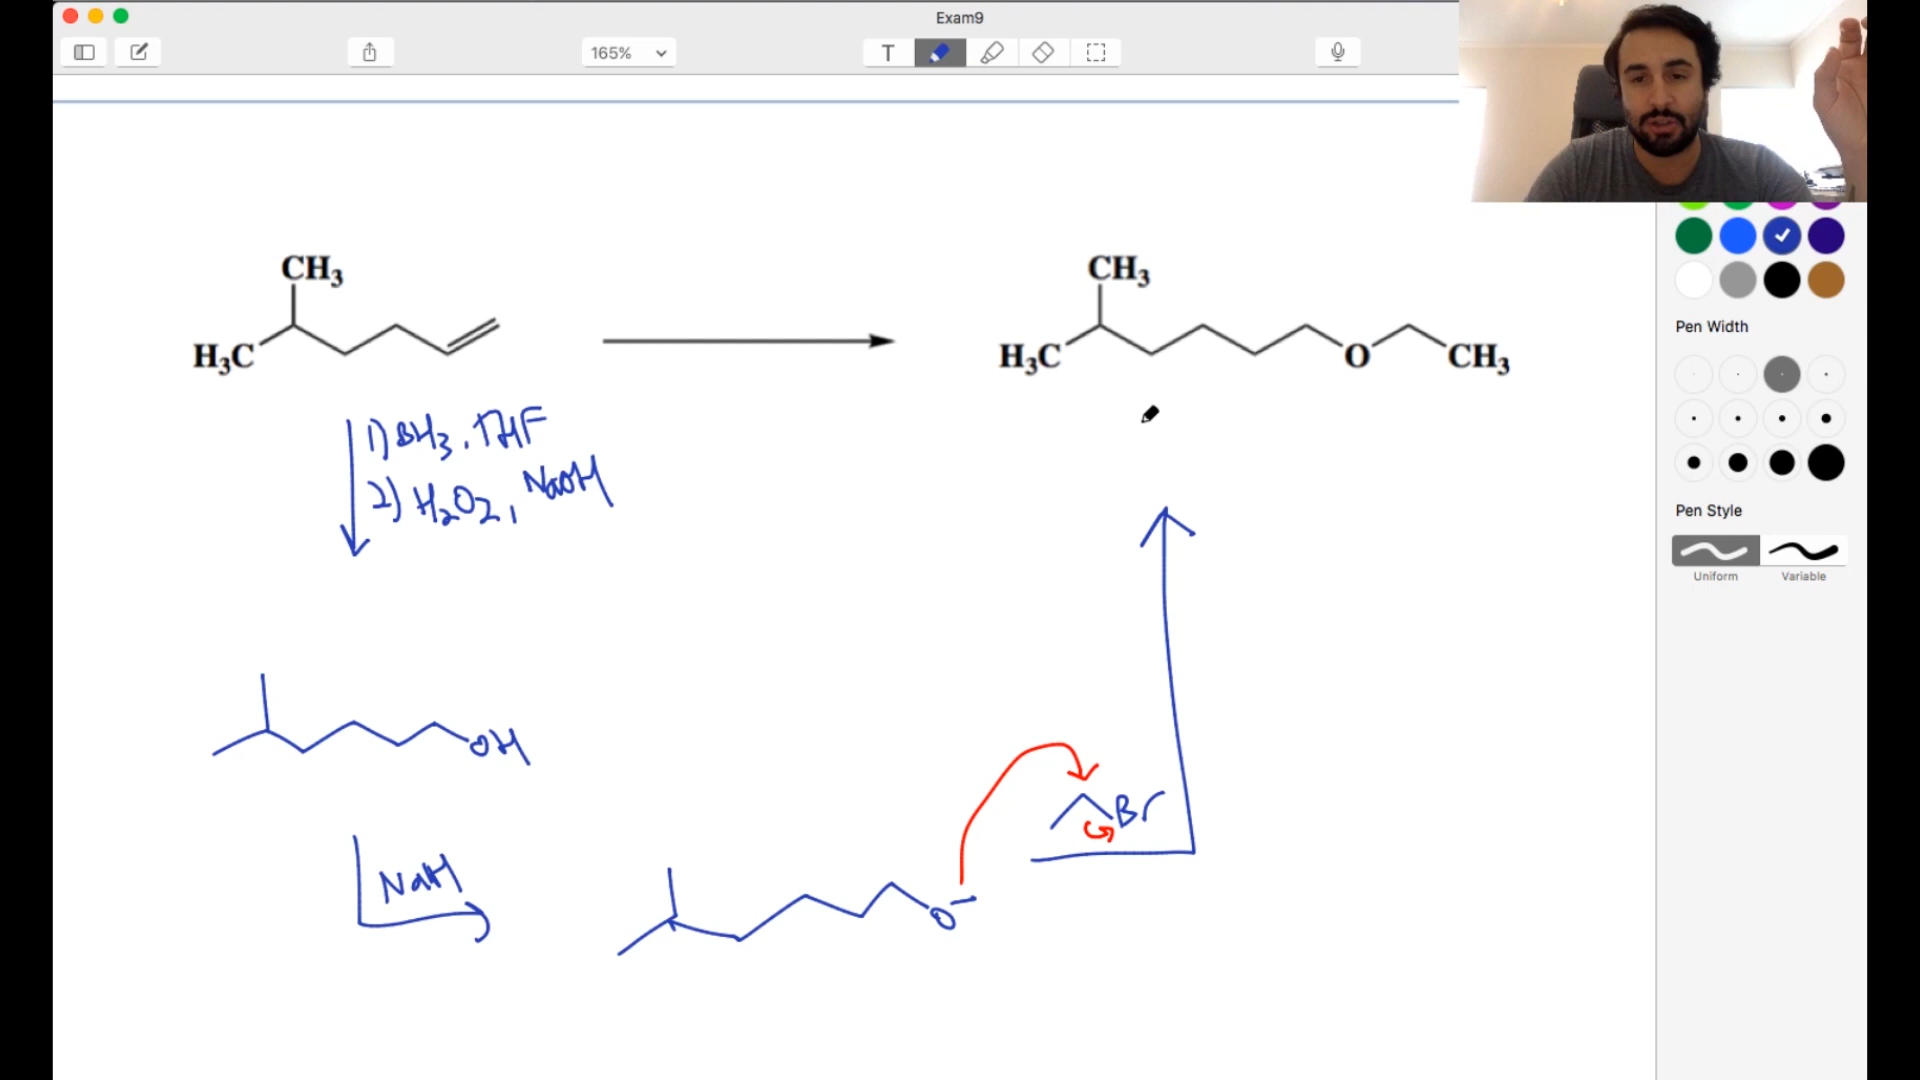 Exam9
165%
T
CH3
H3C
CH3
H3C
O
CH3
1) BH3 . THF
2) H2O2, NaOH
OH
NaH
O-
Br
Pen Width
Pen Style
Uniform
Variable